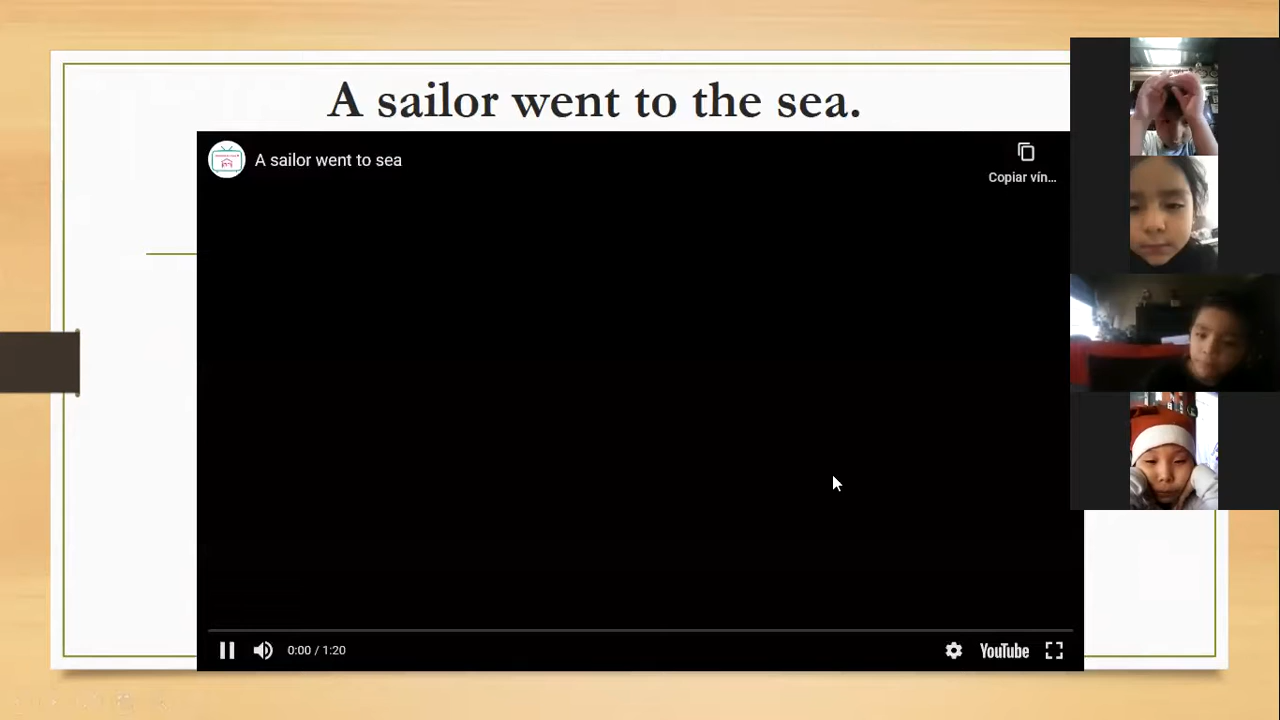 A sailor went to the sea.
A sailor went to sea
Copiar vín...
0:00 / 1:20
YouTube